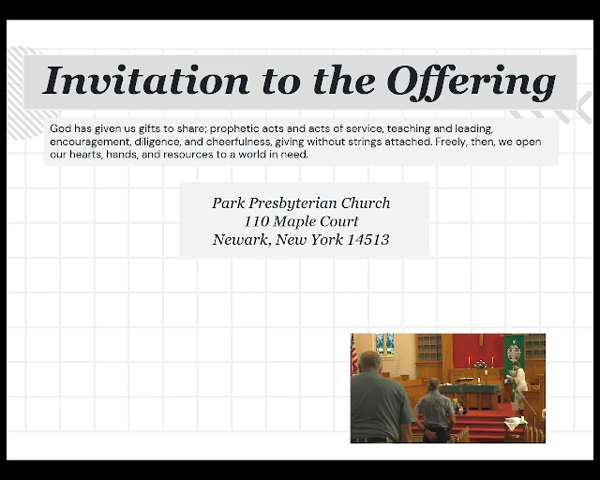 Invitation to the Offering
God has given us gifts to share; prophetic acts and acts of service, teaching and leading,
encouragement, diligence, and cheerfulness, giving without strings attached. Freely, then, we open
our hearts, hands, and resources to a world in need.
Park Presbyterian Church
110 Maple Court
Newark, New York 14513